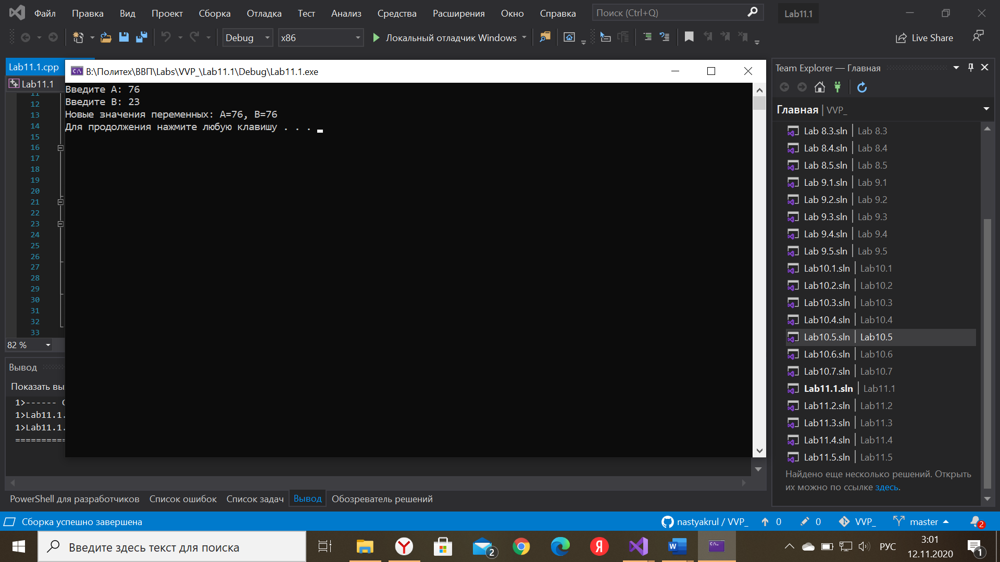 Файл Правка Вид Проект Сборка Отладка Тест Анализ Средства Расширения Окно Справка Поиск (Ctrl+Q) Lab11.1
Debug x86 Локальный отладчик Windows Live Share
Lab11.1.cpp
Lab11.1
B:\Политех\ВВП\Labs\VVP_\Lab11.1\Debug\Lab11.1.exe
Введите A: 76
Введите B: 23
Новые значения переменных: A=76, B=76
Для продолжения нажмите любую клавишу . . .
11
12
13
14
15
16
17
18
19
20
21
22
23
24
25
26
27
28
29
30
31
32
33
82 %
Вывод
Показать вы
1>------
1>Lab11.1.
1>Lab11.1.
==========
PowerShell для разработчиков Список ошибок Список задач Вывод Обозреватель решений
Team Explorer — Главная
Главная | VVP_
Lab 8.3.sln | Lab 8.3
Lab 8.4.sln | Lab 8.4
Lab 8.5.sln | Lab 8.5
Lab 9.1.sln | Lab 9.1
Lab 9.2.sln | Lab 9.2
Lab 9.3.sln | Lab 9.3
Lab 9.4.sln | Lab 9.4
Lab 9.5.sln | Lab 9.5
Lab10.1.sln | Lab10.1
Lab10.2.sln | Lab10.2
Lab10.3.sln | Lab10.3
Lab10.4.sln | Lab10.4
Lab10.5.sln | Lab10.5
Lab10.6.sln | Lab10.6
Lab10.7.sln | Lab10.7
Lab11.1.sln | Lab11.1
Lab11.2.sln | Lab11.2
Lab11.3.sln | Lab11.3
Lab11.4.sln | Lab11.4
Lab11.5.sln | Lab11.5
Найдено еще несколько решений. Открыть
их можно по ссылке здесь.
Сборка успешно завершена nastyakrul / VVP_ 0 0 VVP_ master 2
Введите здесь текст для поиска 2 РУС 3:01
12.11.2020 1